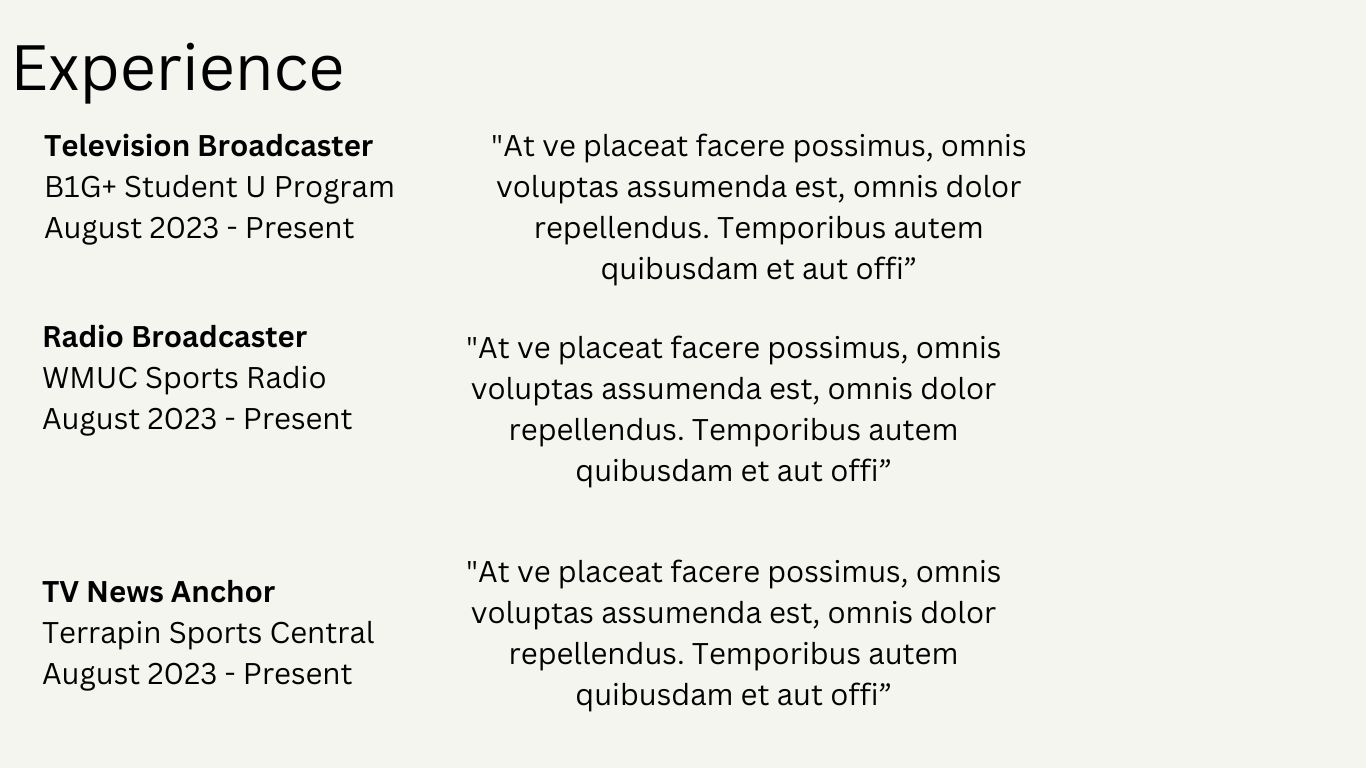 Experience
Television Broadcaster
B1G+ Student U Program
August 2023 - Present
"At ve placeat facere possimus, omnis
voluptas assumenda est, omnis dolor
repellendus. Temporibus autem
quibusdam et aut offi”
Radio Broadcaster
WMUC Sports Radio
August 2023 - Present
"At ve placeat facere possimus, omnis
voluptas assumenda est, omnis dolor
repellendus. Temporibus autem
quibusdam et aut offi”
TV News Anchor
Terrapin Sports Central
August 2023 - Present
"At ve placeat facere possimus, omnis
voluptas assumenda est, omnis dolor
repellendus. Temporibus autem
quibusdam et aut offi”